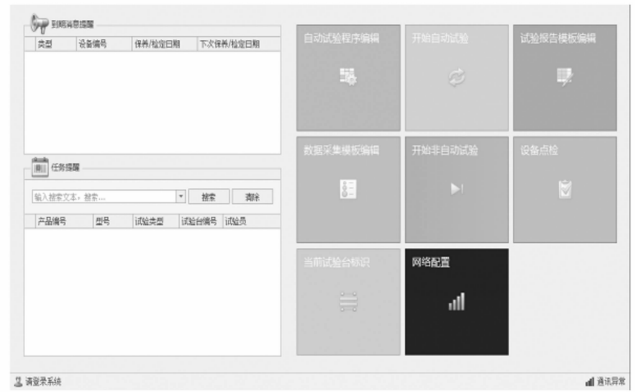 到期消息提醒
类型 设备编号 保养/检定日期 下次保养/检定日期
任务提醒
输入搜索文本，搜索... 搜索 清除
产品编号 型号 试验类型 试验台编号 试验员
自动试验程序编辑 开始自动试验 试验报告模板编辑
数据采集模板编辑 开始非自动试验 设备点检
当前试验台标识 网络配置
请登录系统 通讯异常